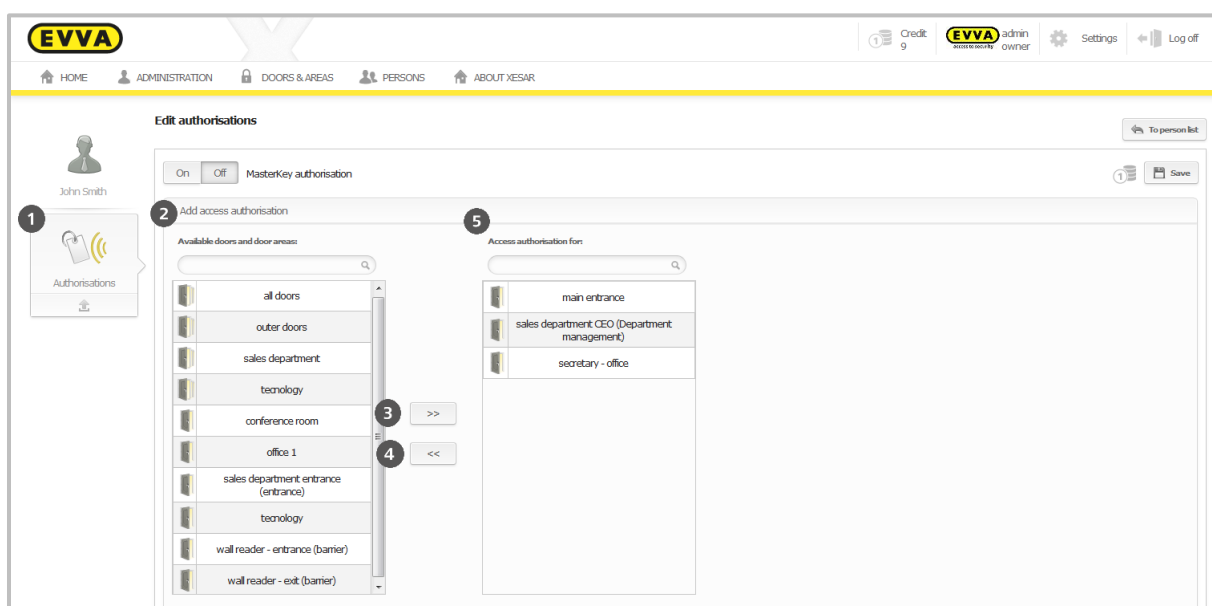 EVVA
Credit
9
EVVA
access to security
admin
owner
Settings
Log off
HOME
ADMINISTRATION
DOORS & AREAS
PERSONS
ABOUT XESAR
Edit authorisations
To person list
John Smith
On
Off
MasterKey authorisation
1
Save
1
Authorisations
2
Add access authorisation
5
Available doors and door areas:
Access authorisation for:
all doors
outer doors
sales department
tecnology
conference room
office 1
sales department entrance
(entrance)
tecnology
wall reader - entrance (barrier)
wall reader - exit (barrier)
3
>>
4
<<
main entrance
sales department CEO (Department
management)
secretary - office